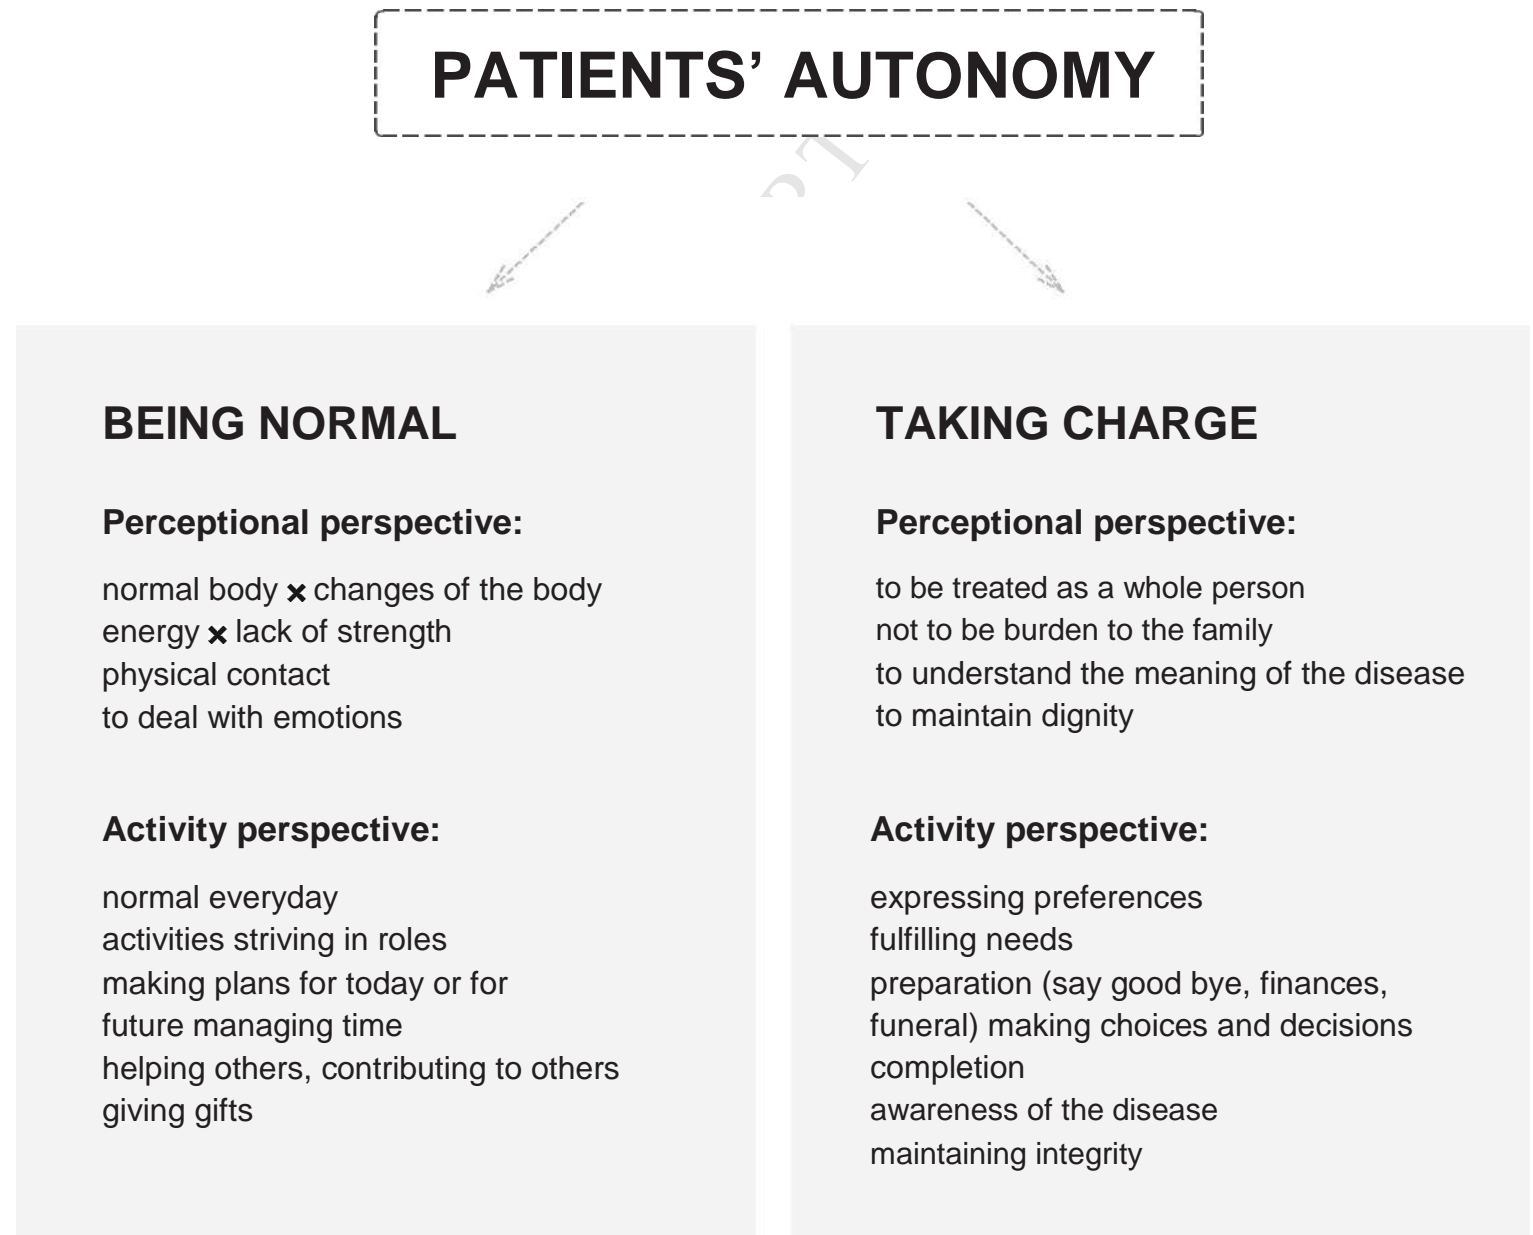 PATIENTS’ AUTONOMY
PT
BEING NORMAL
Perceptional perspective:
normal body × changes of the body
energy × lack of strength
physical contact
to deal with emotions
Activity perspective:
normal everyday
activities striving in roles
making plans for today or for
future managing time
helping others, contributing to others
giving gifts
TAKING CHARGE
Perceptional perspective:
to be treated as a whole person
not to be burden to the family
to understand the meaning of the disease
to maintain dignity
Activity perspective:
expressing preferences
fulfilling needs
preparation (say good bye, finances,
funeral) making choices and decisions
completion
awareness of the disease
maintaining integrity